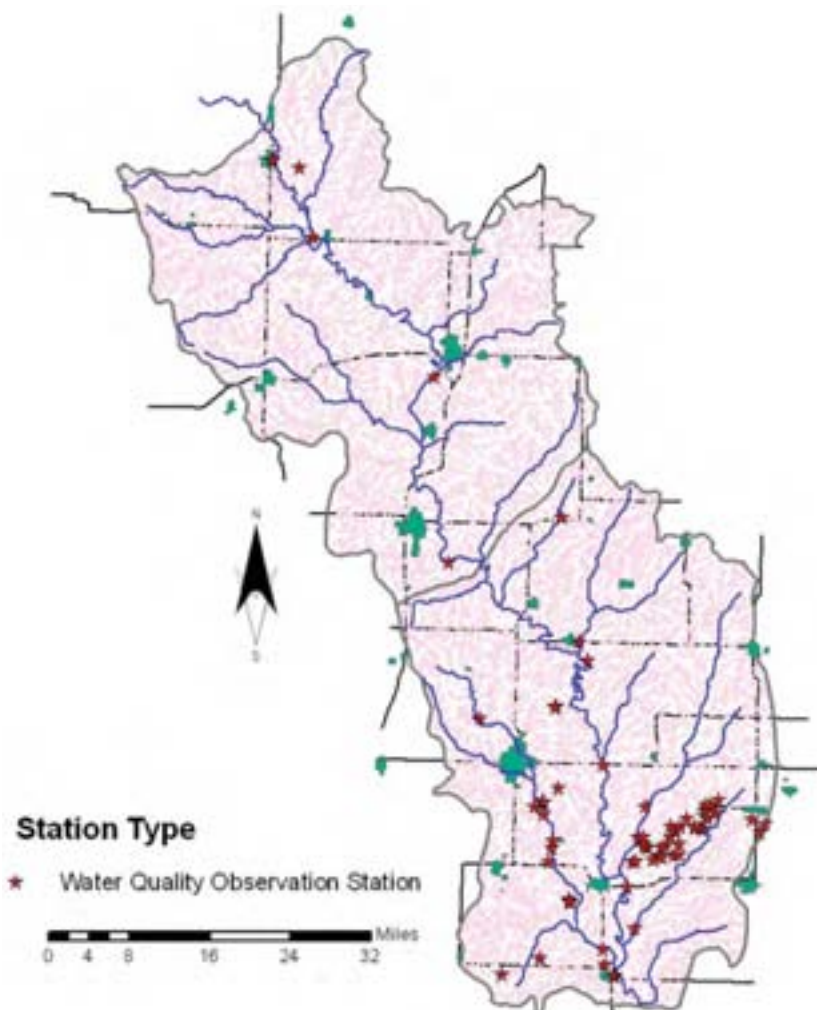 N
S
Station Type
Water Quality Observation Station
Miles
0 4 8 16 24 32